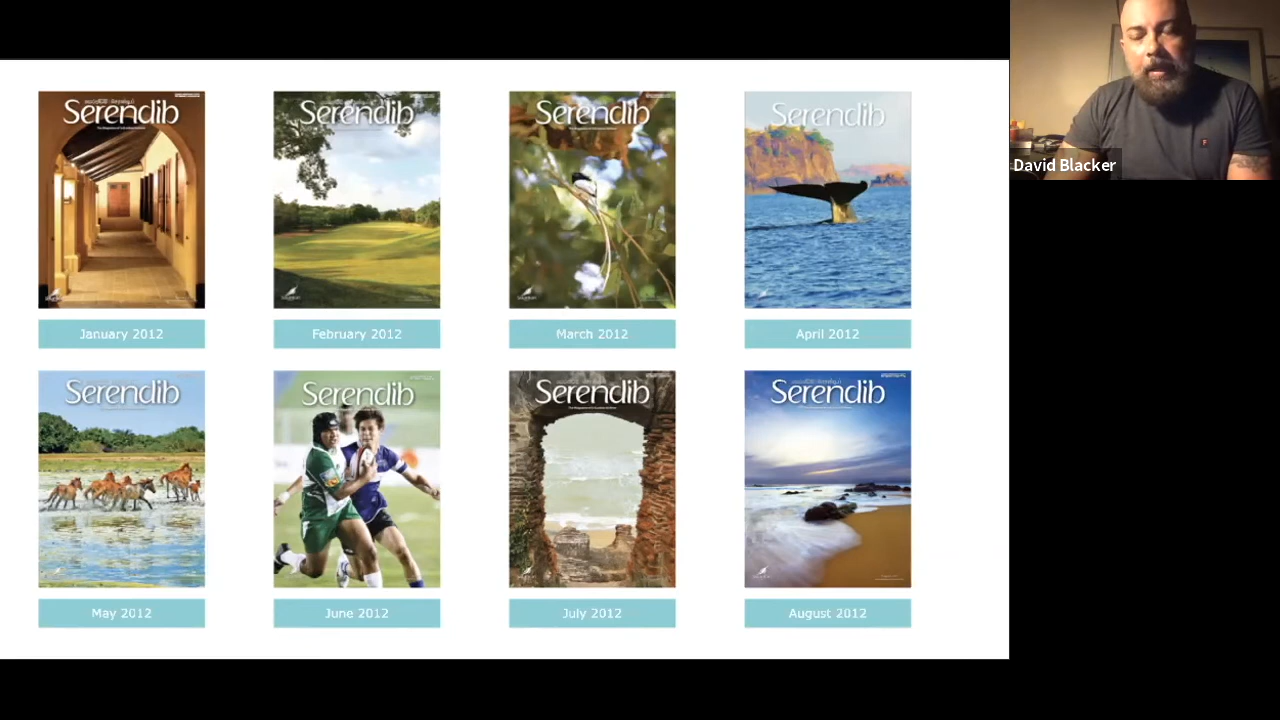 Serendib
Serendib
Serendib
Serendib
January 2012
February 2012
March 2012
April 2012
Serendib
Serendib
Serendib
Serendib
May 2012
June 2012
July 2012
August 2012
David Blacker